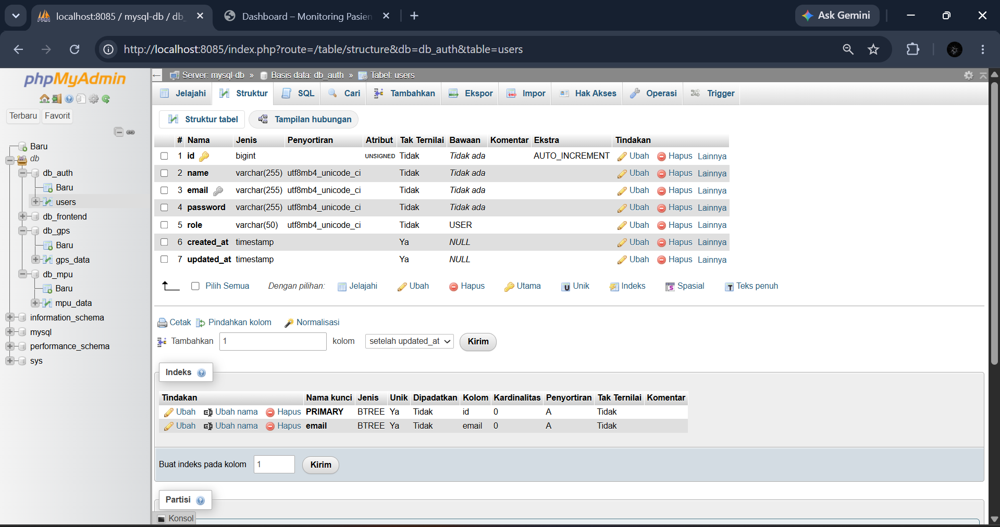 localhost:8085 / mysql-db / db_
Dashboard – Monitoring Pasien
Ask Gemini
http://localhost:8085/index.php?route=/table/structure&db=db_auth&table=users
phpMyAdmin
Terbaru Favorit
Baru
db
db_auth
Baru
users
db_frontend
db_gps
Baru
gps_data
db_mpu
Baru
mpu_data
information_schema
mysql
performance_schema
sys
Server: mysql-db » Basis data: db_auth » Tabel: users
Jelajahi Struktur SQL Cari Tambahkan Ekspor Impor Hak Akses Operasi Trigger
Struktur tabel Tampilan hubungan
# Nama Jenis Penyortiran Atribut Tak Ternilai Bawaan Komentar Ekstra Tindakan
1 id bigint UNSIGNED Tidak Tidak ada AUTO_INCREMENT Ubah Hapus Lainnya
2 name varchar(255) utf8mb4_unicode_ci Tidak Tidak ada Ubah Hapus Lainnya
3 email varchar(255) utf8mb4_unicode_ci Tidak Tidak ada Ubah Hapus Lainnya
4 password varchar(255) utf8mb4_unicode_ci Tidak Tidak ada Ubah Hapus Lainnya
5 role varchar(50) utf8mb4_unicode_ci Tidak USER Ubah Hapus Lainnya
6 created_at timestamp Ya NULL Ubah Hapus Lainnya
7 updated_at timestamp Ya NULL Ubah Hapus Lainnya
Pilih Semua Dengan pilihan: Jelajahi Ubah Hapus Utama Unik Indeks Spasial Teks penuh
Cetak Pindahkan kolom Normalisasi
Tambahkan 1 kolom setelah updated_at Kirim
Indeks
Tindakan Nama kunci Jenis Unik Dipadatkan Kolom Kardinalitas Penyortiran Tak Ternilai Komentar
Ubah Ubah nama Hapus PRIMARY BTREE Ya Tidak id 0 A Tidak
Ubah Ubah nama Hapus email BTREE Ya Tidak email 0 A Tidak
Buat indeks pada kolom 1 Kirim
Partisi
Konsol